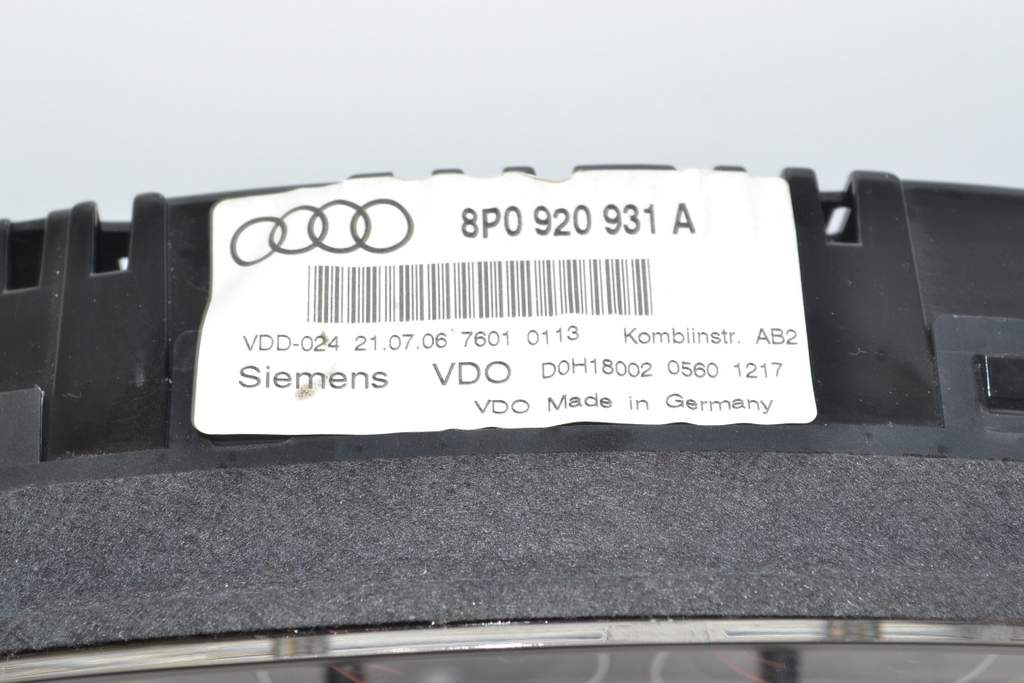 8P0 920 931 A
VDD-024 21.07.06 7601 0113 Kombiinstr. AB2
Siemens VDO D0H18002 0560 1217
VDO Made in Germany